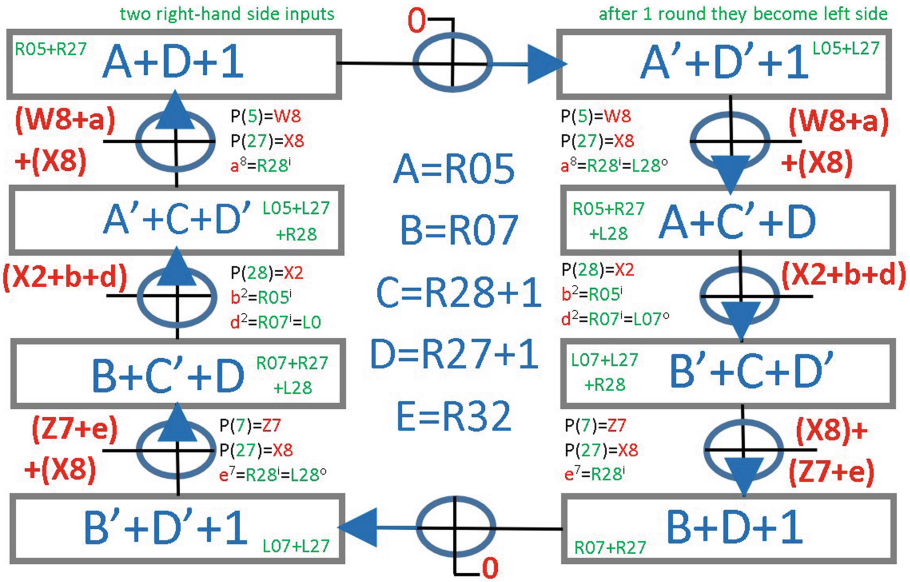 two right-hand side inputs
after 1 round they become left side
R05+R27
A+D+1
0
A'+D'+1
L05+L27
(W8+a)
+(X8)
P(5)=W8
P(27)=X8
a⁸=R28ⁱ
P(5)=W8
P(27)=X8
a⁸=R28ⁱ=L28ᵒ
(W8+a)
+(X8)
A=R05
B=R07
C=R28+1
D=R27+1
E=R32
A'+C+D'
L05+L27
+R28
R05+R27
+L28
A+C'+D
(X2+b+d)
P(28)=X2
b²=R05ⁱ
d²=R07ⁱ=L0
P(28)=X2
b²=R05ⁱ
d²=R07ⁱ=L07ᵒ
(X2+b+d)
B+C'+D
R07+R27
+L28
L07+L27
+R28
B'+C+D'
(Z7+e)
+(X8)
P(7)=Z7
P(27)=X8
e⁷=R28ⁱ=L28ᵒ
P(7)=Z7
P(27)=X8
e⁷=R28ⁱ
(X8)+
(Z7+e)
B'+D'+1
L07+L27
0
B+D+1
R07+R27